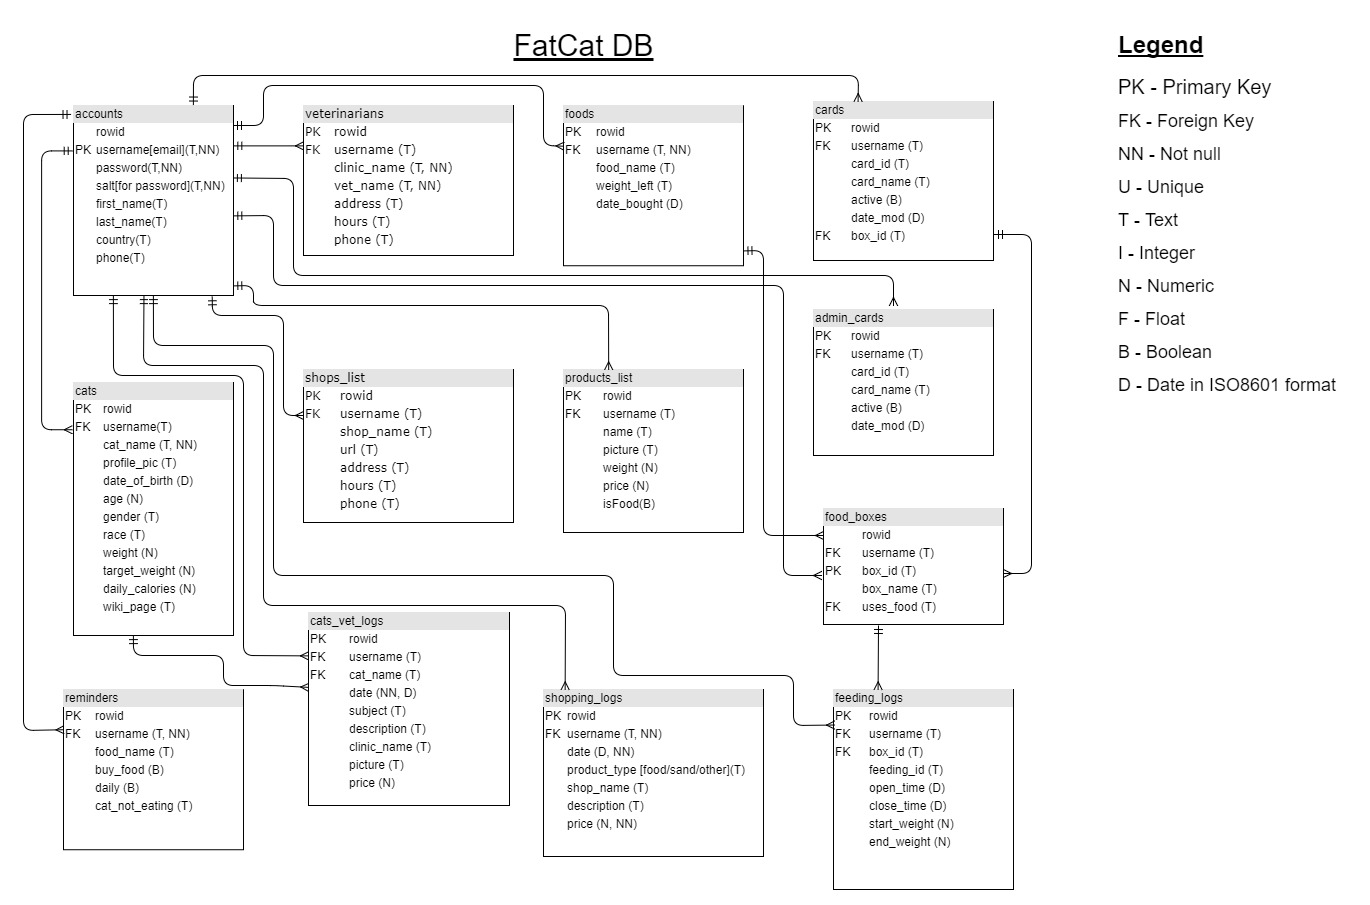 FatCat DB
Legend
PK - Primary Key
FK - Foreign Key
NN - Not null
U - Unique
T - Text
I - Integer
N - Numeric
F - Float
B - Boolean
D - Date in ISO8601 format
accounts
rowid
PK username[email](T,NN)
password(T,NN)
salt[for password](T,NN)
first_name(T)
last_name(T)
country(T)
phone(T)
veterinarians
PK rowid
FK username (T)
clinic_name (T, NN)
vet_name (T, NN)
address (T)
hours (T)
phone (T)
foods
PK rowid
FK username (T, NN)
food_name (T)
weight_left (T)
date_bought (D)
cards
PK rowid
FK username (T)
card_id (T)
card_name (T)
active (B)
date_mod (D)
FK box_id (T)
admin_cards
PK rowid
FK username (T)
card_id (T)
card_name (T)
active (B)
date_mod (D)
cats
PK rowid
FK username(T)
cat_name (T, NN)
profile_pic (T)
date_of_birth (D)
age (N)
gender (T)
race (T)
weight (N)
target_weight (N)
daily_calories (N)
wiki_page (T)
shops_list
PK rowid
FK username (T)
shop_name (T)
url (T)
address (T)
hours (T)
phone (T)
products_list
PK rowid
FK username (T)
name (T)
picture (T)
weight (N)
price (N)
isFood(B)
food_boxes
rowid
FK username (T)
PK box_id (T)
box_name (T)
FK uses_food (T)
cats_vet_logs
PK rowid
FK username (T)
FK cat_name (T)
date (NN, D)
subject (T)
description (T)
clinic_name (T)
picture (T)
price (N)
reminders
PK rowid
FK username (T, NN)
food_name (T)
buy_food (B)
daily (B)
cat_not_eating (T)
shopping_logs
PK rowid
FK username (T, NN)
date (D, NN)
product_type [food/sand/other](T)
shop_name (T)
description (T)
price (N, NN)
feeding_logs
PK rowid
FK username (T)
FK box_id (T)
feeding_id (T)
open_time (D)
close_time (D)
start_weight (N)
end_weight (N)